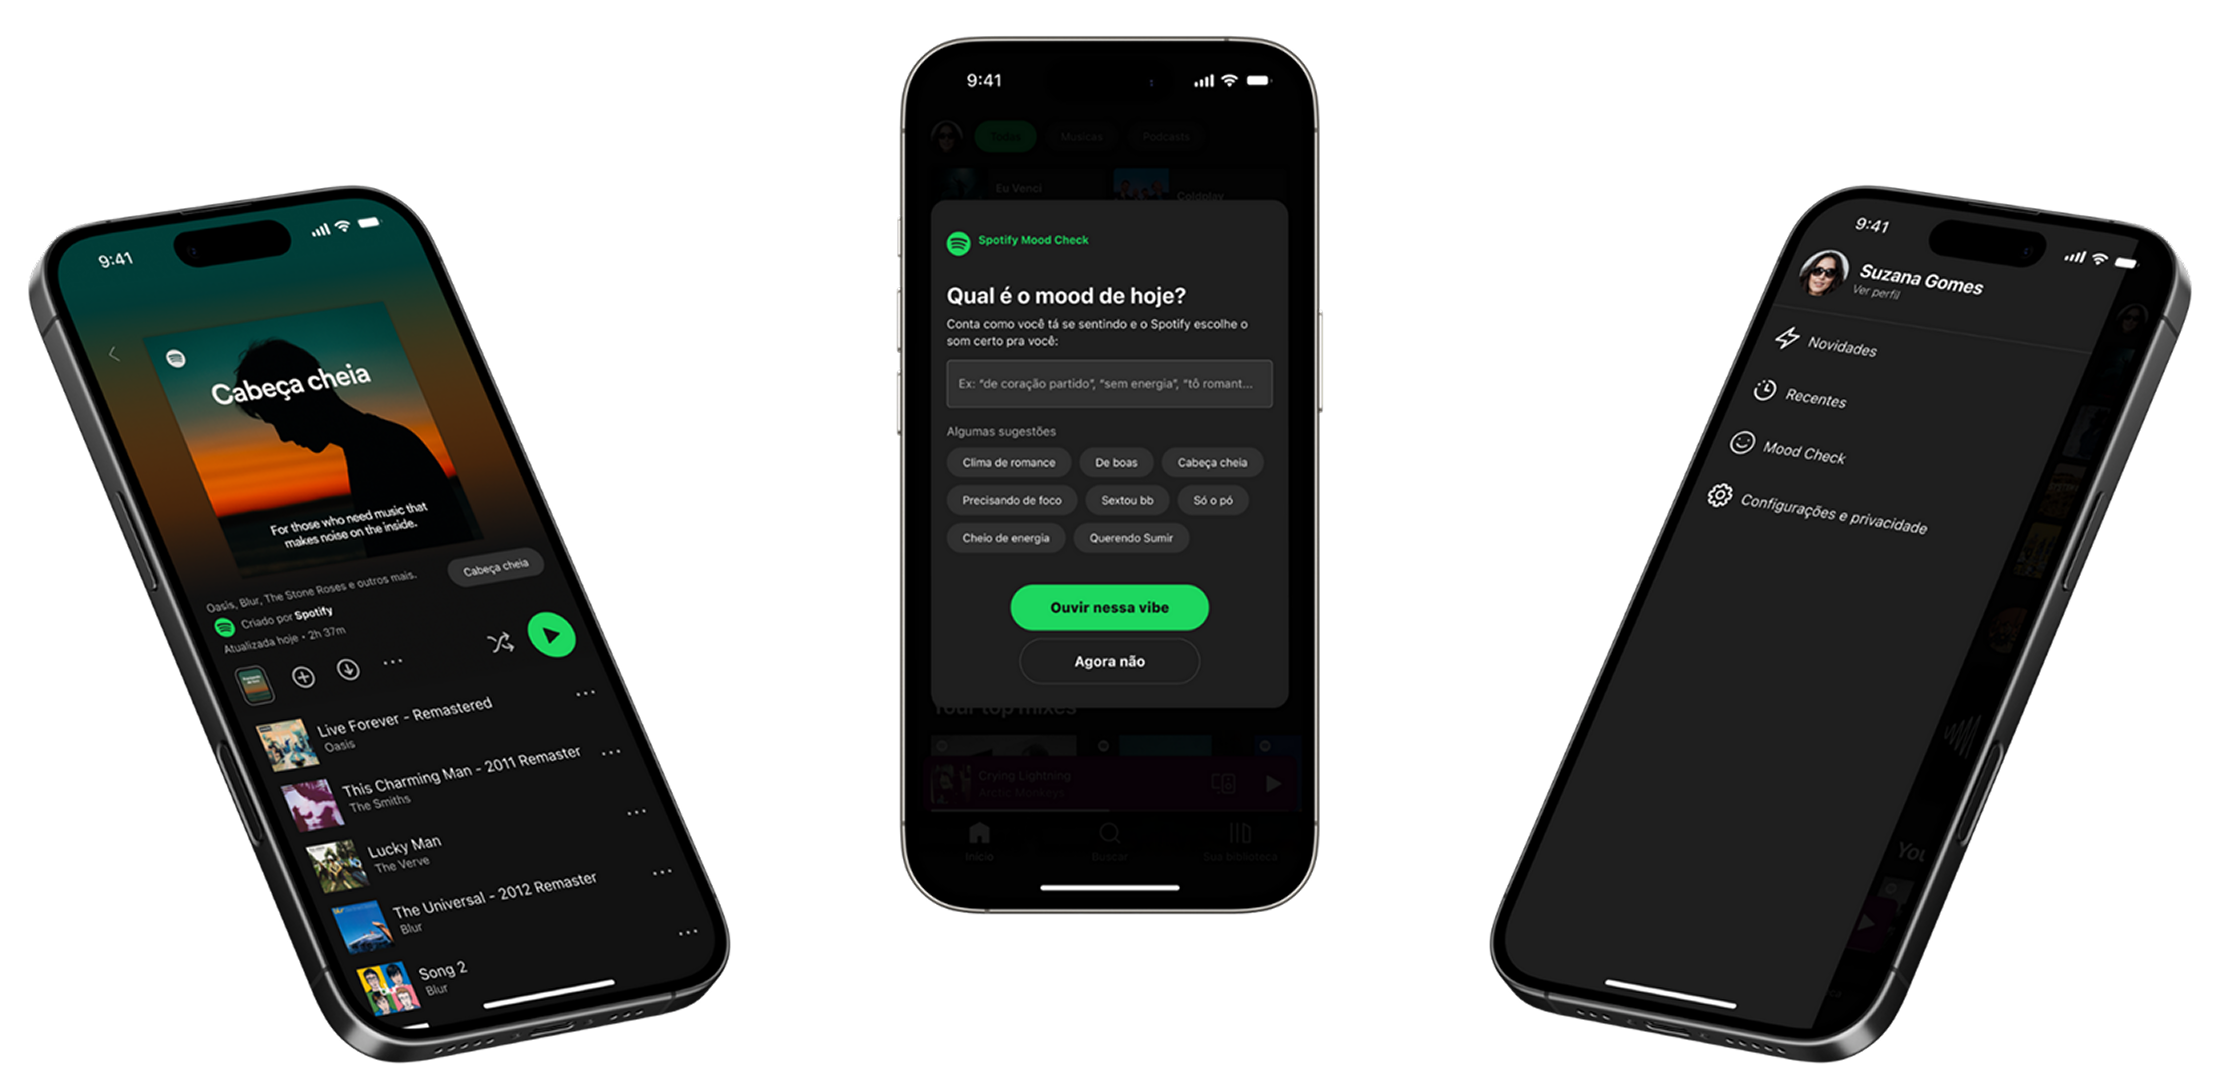 9:41
Cabeça cheia
For those who need music that
makes noise on the inside.
Oasis, Blur, The Stone Roses e outros mais.
Cabeça cheia
Criado por Spotify
Atualizada hoje • 2h 37m
Live Forever - Remastered
Oasis
This Charming Man - 2011 Remaster
The Smiths
Lucky Man
The Verve
The Universal - 2012 Remaster
Blur
Song 2
Blur
9:41
Todas
Musicas
Podcasts
Eu Venci
Coldplay
Spotify Mood Check
Qual é o mood de hoje?
Conta como você tá se sentindo e o Spotify escolhe o
som certo pra você:
Ex: “de coração partido”, “sem energia”, “tô romant...
Algumas sugestões
Clima de romance
De boas
Cabeça cheia
Precisando de foco
Sextou bb
Só o pó
Cheio de energia
Querendo Sumir
Ouvir nessa vibe
Agora não
Your top mixes
Crying Lightning
Arctic Monkeys
Início
Buscar
Sua biblioteca
9:41
Suzana Gomes
Ver perfil
Novidades
Recentes
Mood Check
Configurações e privacidade
You